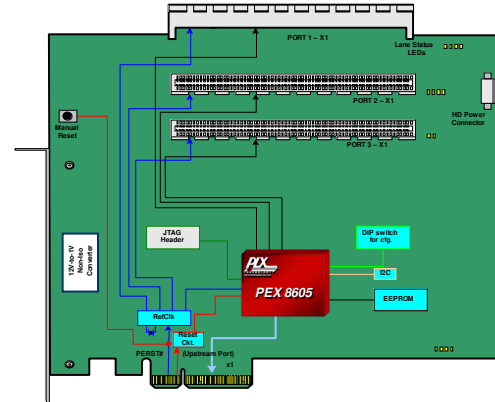 PORT 1 – X1
Lane Status
LEDs
PORT 2 – X1
HD Power
Connector
Manual
Reset
PORT 3 – X1
JTAG
Header
DIP switch
for cfg.
12V-to-1V
Non-Iso
Converter
PLX
I2C
PEX 8605
EEPROM
RefClk
Reset
Ckt.
PERST#
(Upstream Port)
x1